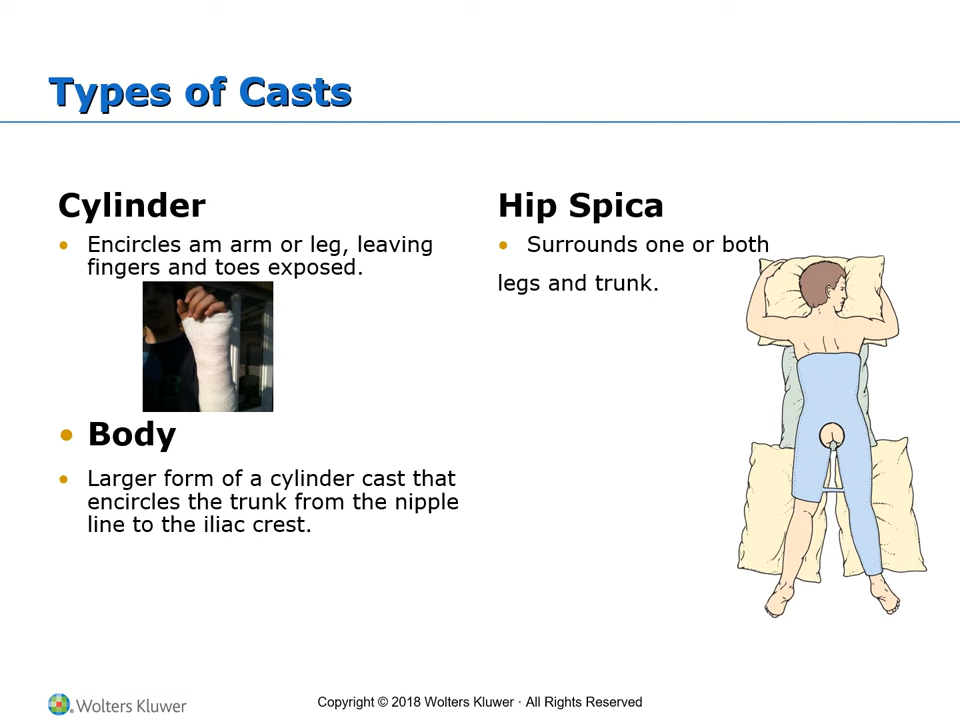 Types of Casts
Cylinder
• Encircles am arm or leg, leaving
fingers and toes exposed.
• Body
• Larger form of a cylinder cast that
encircles the trunk from the nipple
line to the iliac crest.
Hip Spica
• Surrounds one or both
legs and trunk.
Wolters Kluwer
Copyright © 2018 Wolters Kluwer · All Rights Reserved